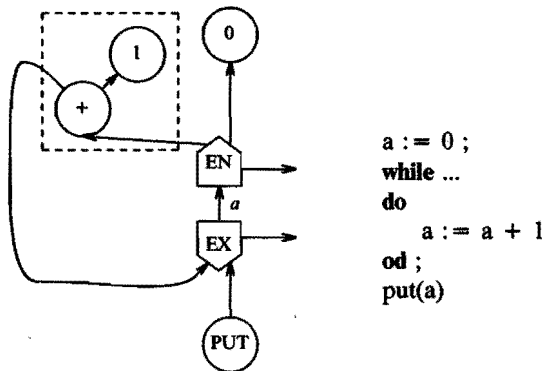 1
0
+
EN
a
EX
PUT
a := 0 ;
while ...
do
a := a + 1
od ;
put(a)